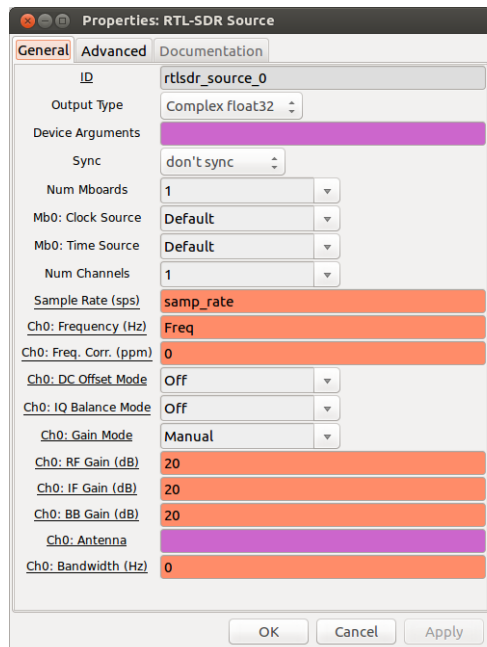 Properties: RTL-SDR Source
General Advanced Documentation
ID rtlsdr_source_0
Output Type Complex float32
Device Arguments
Sync don't sync
Num Mboards 1
Mb0: Clock Source Default
Mb0: Time Source Default
Num Channels 1
Sample Rate (sps) samp_rate
Ch0: Frequency (Hz) Freq
Ch0: Freq. Corr. (ppm) 0
Ch0: DC Offset Mode Off
Ch0: IQ Balance Mode Off
Ch0: Gain Mode Manual
Ch0: RF Gain (dB) 20
Ch0: IF Gain (dB) 20
Ch0: BB Gain (dB) 20
Ch0: Antenna
Ch0: Bandwidth (Hz) 0
OK Cancel Apply